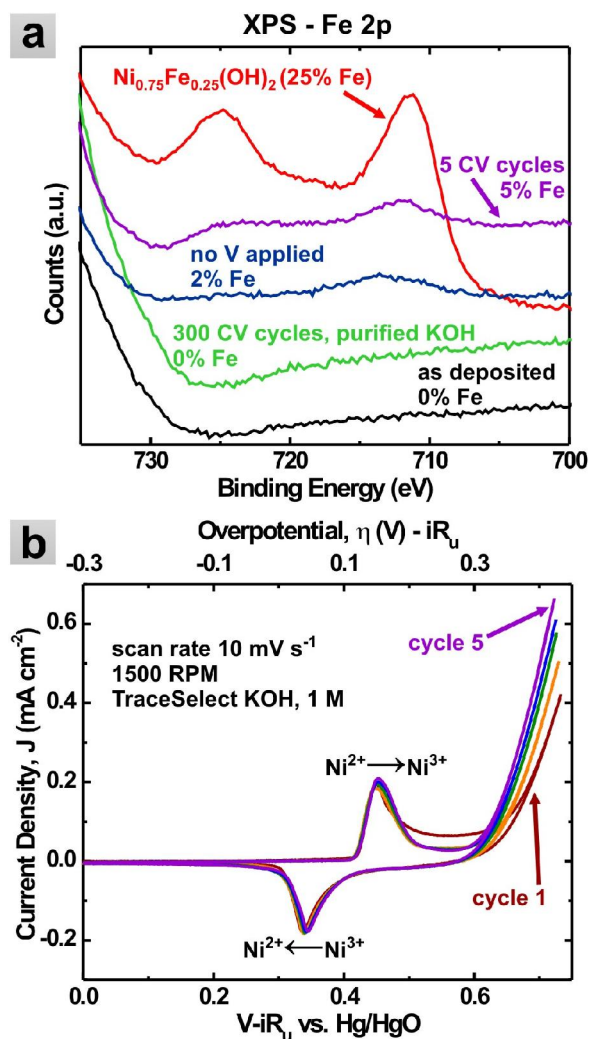 a
XPS - Fe 2p
Ni₀.₇₅Fe₀.₂₅(OH)₂ (25% Fe)
5 CV cycles
5% Fe
no V applied
2% Fe
300 CV cycles, purified KOH
0% Fe
as deposited
0% Fe
Counts (a.u.)
730 720 710 700
Binding Energy (eV)
b
Overpotential, η (V) - iRᵤ
-0.3 -0.0 0.3
0.6
0.4
0.2
0.0
-0.2
scan rate 10 mV s⁻¹
1500 RPM
TraceSelect KOH, 1 M
cycle 5
Ni²⁺→Ni³⁺
cycle 1
Ni²⁺←Ni³⁺
Current Density, J (mA cm⁻²)
0.0 0.2 0.4 0.6
V-iRᵤ vs. Hg/HgO